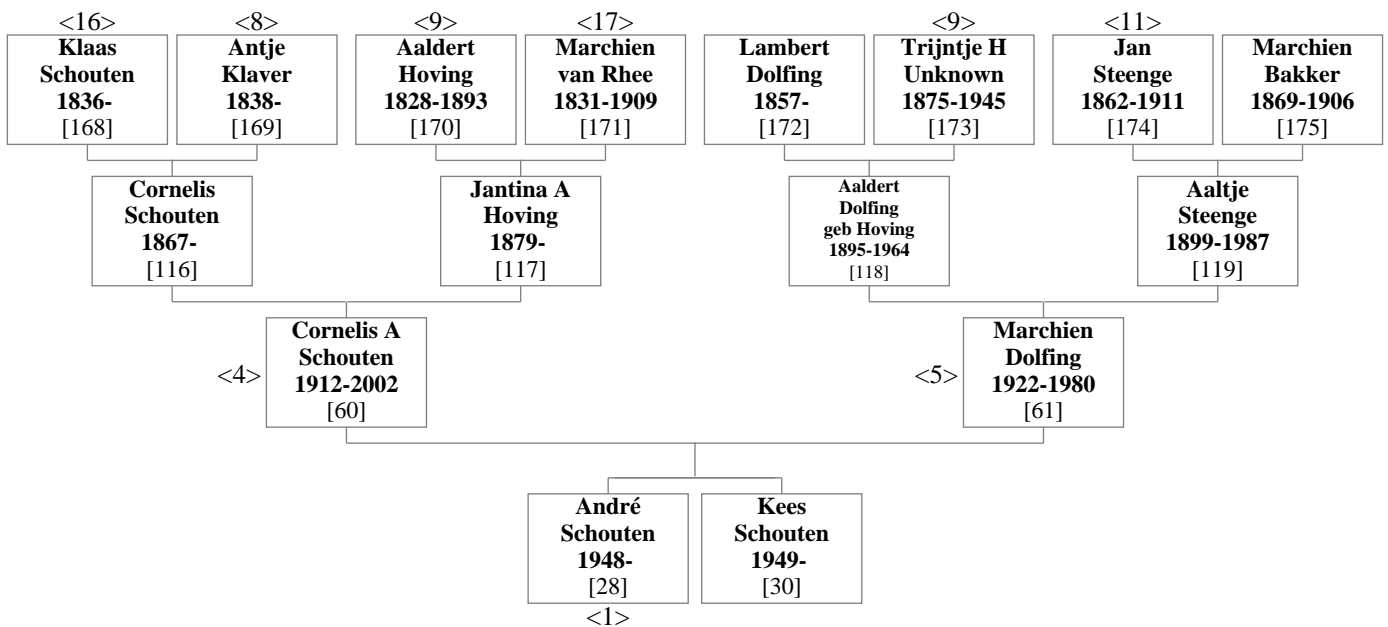 <16>
Klaas
Schouten
1836-
[168]
<8>
Antje
Klaver
1838-
[169]
<9>
Aaldert
Hoving
1828-1893
[170]
<17>
Marchien
van Rhee
1831-1909
[171]
Lambert
Dolfing
1857-
[172]
<9>
Trijntje H
Unknown
1875-1945
[173]
<11>
Jan
Steenge
1862-1911
[174]
Marchien
Bakker
1869-1906
[175]
Cornelis
Schouten
1867-
[116]
Jantina A
Hoving
1879-
[117]
Aaldert
Dolfing
geb Hoving
1895-1964
[118]
Aaltje
Steenge
1899-1987
[119]
<4>
Cornelis A
Schouten
1912-2002
[60]
<5>
Marchien
Dolfing
1922-1980
[61]
André
Schouten
1948-
[28]
<1>
Kees
Schouten
1949-
[30]